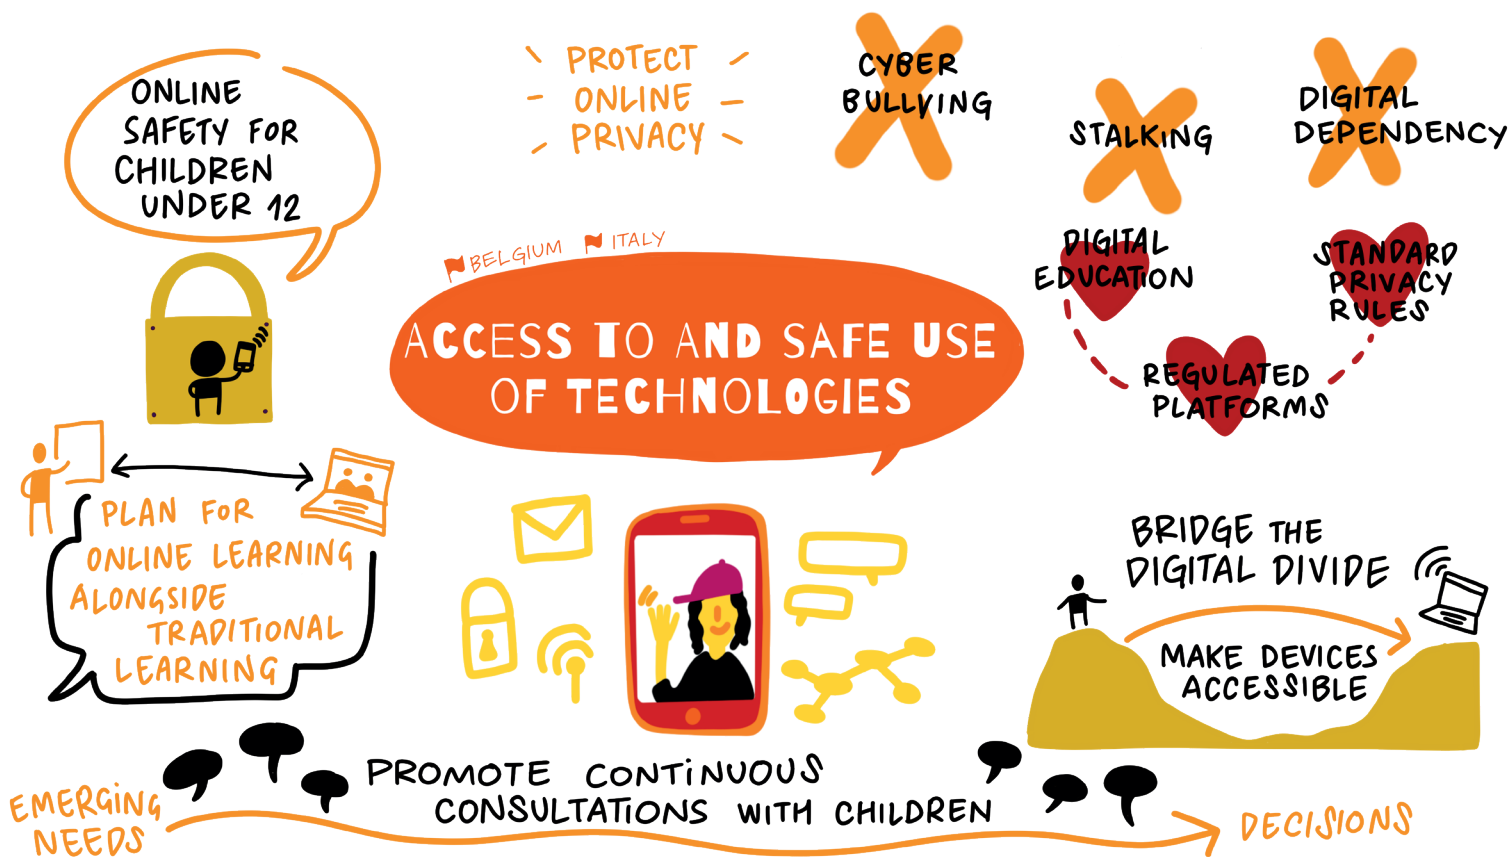 ONLINE
SAFETY FOR
CHILDREN
UNDER 12
PROTECT
ONLINE
PRIVACY
CYBER
BULLYING
STALKING
DIGITAL
DEPENDENCY
BELGIUM ITALY
ACCESS TO AND SAFE USE
OF TECHNOLOGIES
DIGITAL
EDUCATION
STANDARD
PRIVACY
RULES
REGULATED
PLATFORMS
PLAN FOR
ONLINE LEARNING
ALONGSIDE
TRADITIONAL
LEARNING
BRIDGE THE
DIGITAL DIVIDE
MAKE DEVICES
ACCESSIBLE
EMERGING
NEEDS
PROMOTE CONTINUOUS
CONSULTATIONS WITH CHILDREN
DECISIONS